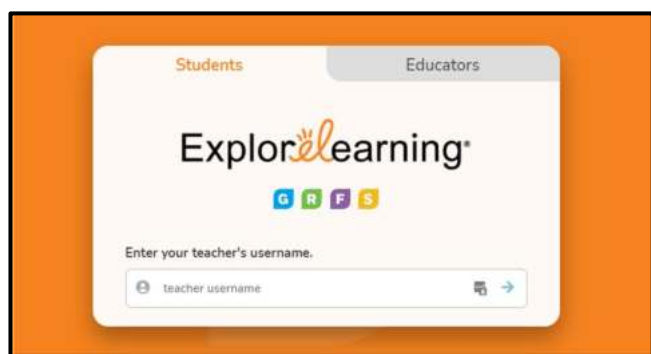 Students
Educators
ExploreLearning®
G R F S
Enter your teacher's username.
teacher username